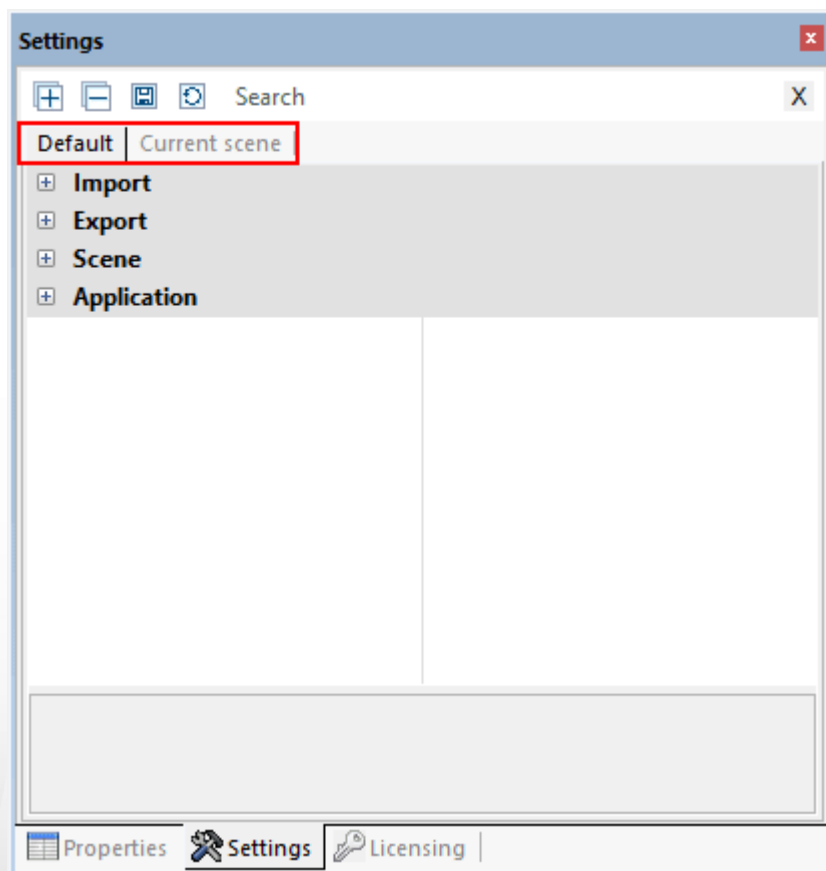 Settings
Search X
Default Current scene
Import
Export
Scene
Application
Properties Settings Licensing